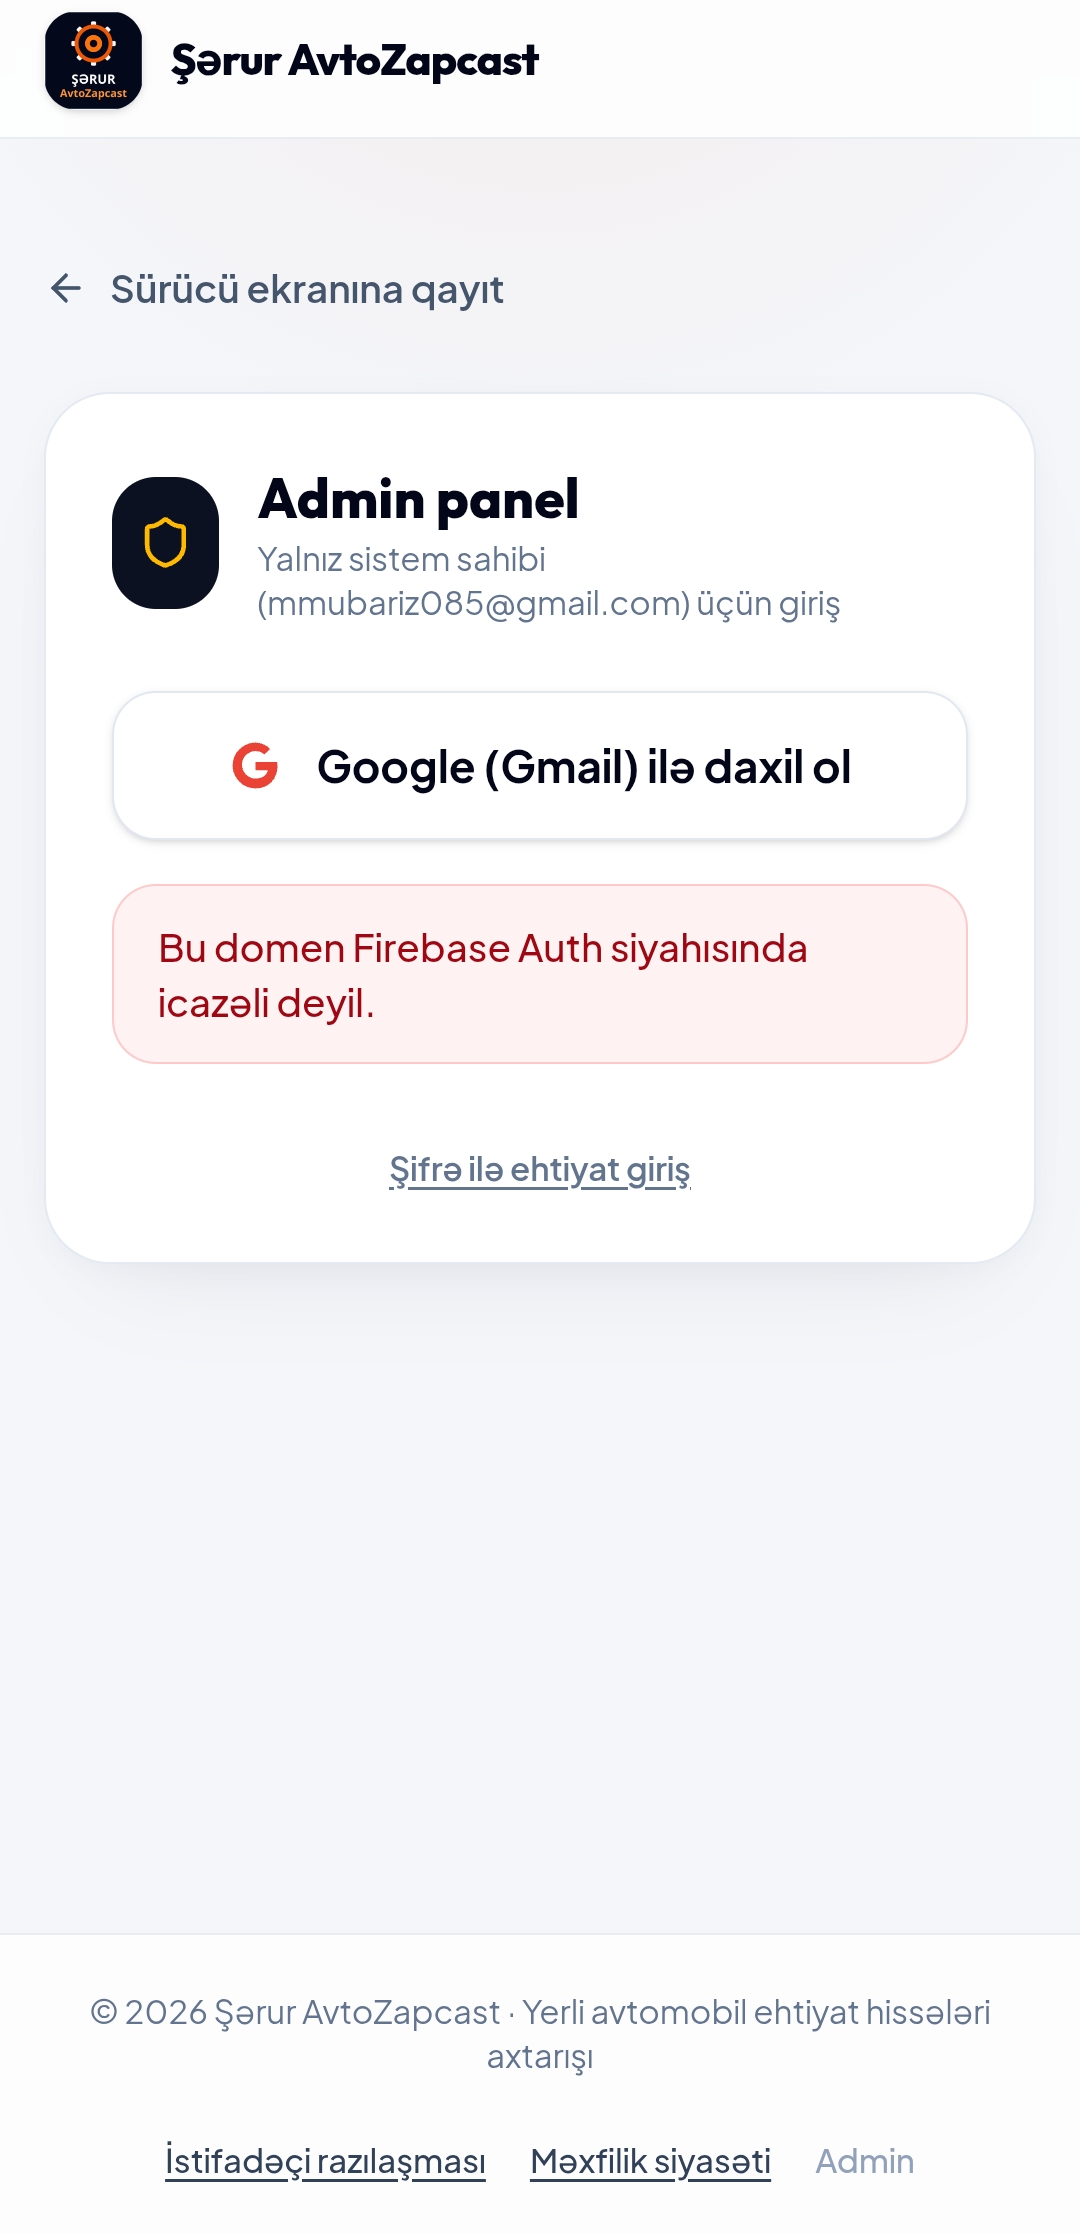 ŞƏRUR
AvtoZapcast
Şərur AvtoZapcast
Sürücü ekranına qayıt
Admin panel
Yalnız sistem sahibi
(mmubariz085@gmail.com) üçün giriş
Google (Gmail) ilə daxil ol
Bu domen Firebase Auth siyahısında
icazəli deyil.
Şifrə ilə ehtiyat giriş
© 2026 Şərur AvtoZapcast · Yerli avtomobil ehtiyat hissələri
axtarışı
İstifadəçi razılaşması Məxfilik siyasəti Admin